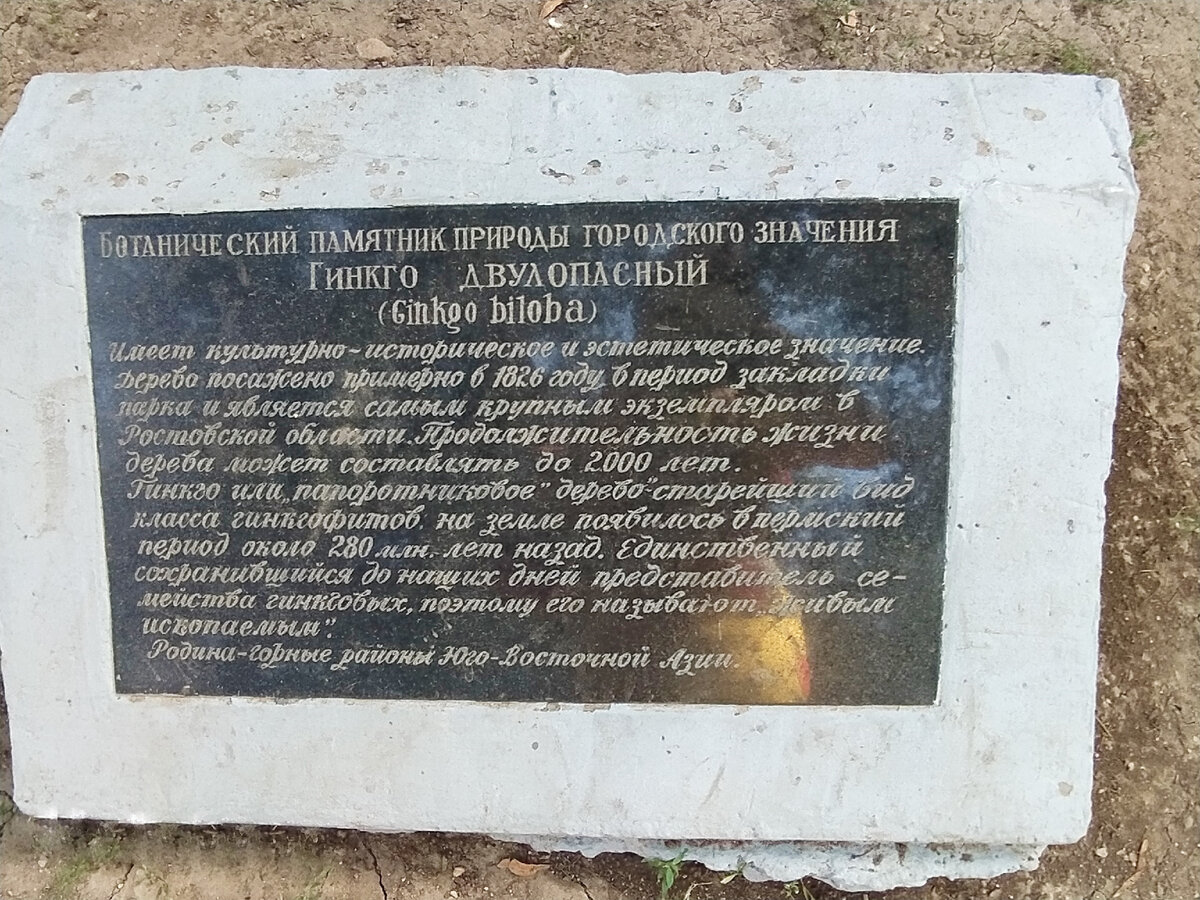 БОТАНИЧЕСКИЙ ПАМЯТНИК ПРИРОДЫ ГОРОДСКОГО ЗНАЧЕНИЯ
ГИНКГО ДВУЛОПАСНЫЙ
(Ginkgo biloba)
Имеет культурно-историческое и эстетическое значение.
Дерево посажено примерно в 1826 году, в период закладки
парка и является самым крупным экземпляром в
Ростовской области. Продолжительность жизни
дерева может составлять до 2000 лет.
Гинкго или „папоротниковое" дерево"-старейший вид
класса гинкгофитов, на земле появилось в пермский
период около 280 млн. лет назад. Единственный
сохранившийся до наших дней представитель се-
мейства гинкговых, поэтому его называют „живым
ископаемым".
Родина-горные районы Юго-Восточной Азии.